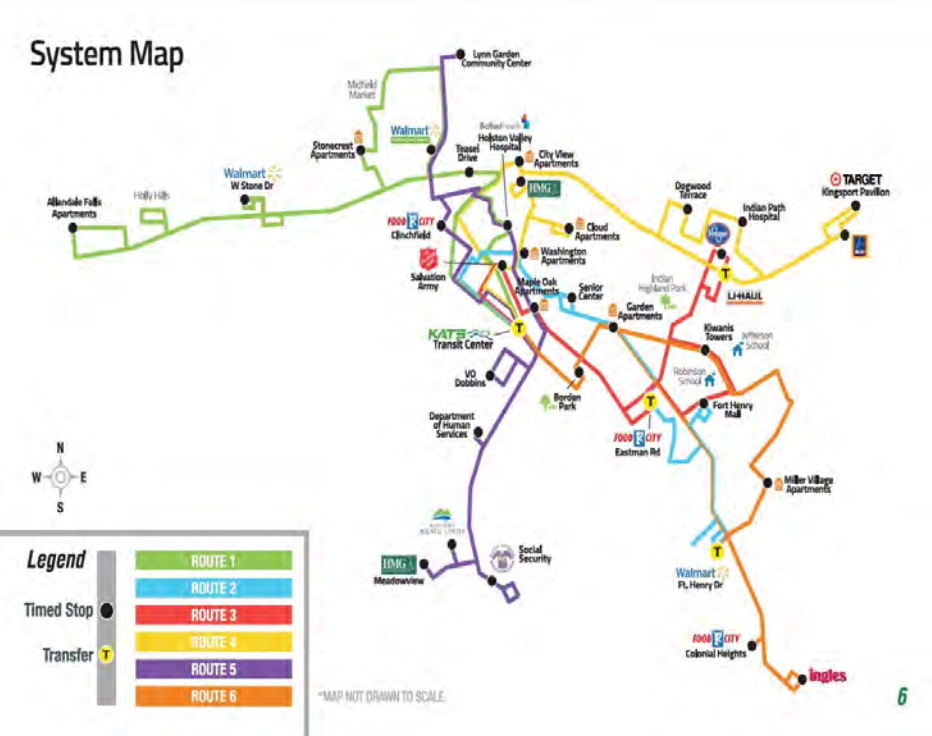 System Map
Lynn Garden
Community Center
Midfield
Market
Ballad Health
Walmart
Holston Valley
Hospital
Stonecrest
Apartments
Teasel
Drive
City View
Apartments
HMG
Walmart
W Stone Dr
Holly Hills
Allandale Falls
Apartments
Dogwood
Terrace
TARGET
Kingsport Pavilion
Indian Path
Hospital
FOOD CITY
Clinchfield
Cloud
Apartments
Kroger
ALDI
Washington
Apartments
Salvation
Army
Maple Oak
Apartments
Senior
Center
Indian
Highland Park
T
U-HAUL
Garden
Apartments
KATS
Transit Center
T
Kiwanis
Towers
Jefferson
School
VO
Dobbins
Robinson
School
Borden
Park
T
Fort Henry
Mall
Department
of Human
Services
FOOD CITY
Eastman Rd
N
W E
S
Miller Village
Apartments
AQUATIC CENTER
HMG
Meadowview
Social
Security
T
Walmart
Ft. Henry Dr
FOOD CITY
Colonial Heights
ingles
Legend
Timed Stop
Transfer T
ROUTE 1
ROUTE 2
ROUTE 3
ROUTE 4
ROUTE 5
ROUTE 6
*MAP NOT DRAWN TO SCALE.
6